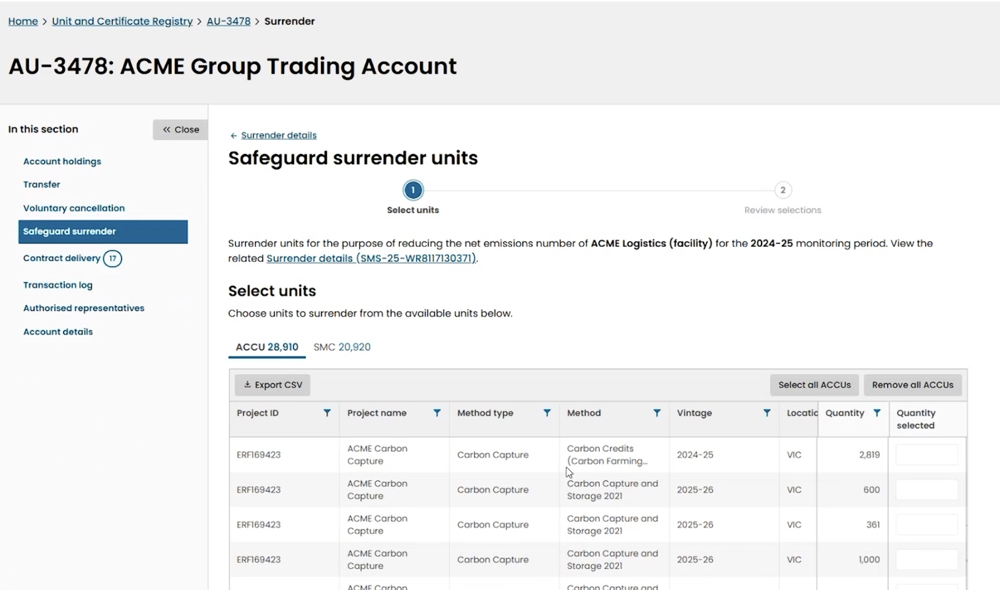 Home > Unit and Certificate Registry > AU-3478 > Surrender
AU-3478: ACME Group Trading Account
In this section
« Close
Account holdings
Transfer
Voluntary cancellation
Safeguard surrender
Contract delivery 17
Transaction log
Authorised representatives
Account details
← Surrender details
Safeguard surrender units
1
Select units
2
Review selections
Surrender units for the purpose of reducing the net emissions number of ACME Logistics (facility) for the 2024-25 monitoring period. View the
related Surrender details (SMS-25-WR8117130371).
Select units
Choose units to surrender from the available units below.
ACCU 28,910 SMC 20,920
Export CSV Select all ACCUs Remove all ACCUs
Project ID Project name Method type Method Vintage Locatic Quantity Quantity
selected
ERF169423 ACME Carbon
Capture Carbon Capture Carbon Credits
(Carbon Farming... 2024-25 VIC 2,819
ERF169423 ACME Carbon
Capture Carbon Capture Carbon Capture and
Storage 2021 2025-26 VIC 600
ERF169423 ACME Carbon
Capture Carbon Capture Carbon Capture and
Storage 2021 2025-26 VIC 361
ERF169423 ACME Carbon
Capture Carbon Capture Carbon Capture and
Storage 2021 2025-26 VIC 1,000
ACME Carbon Carbon Capture and